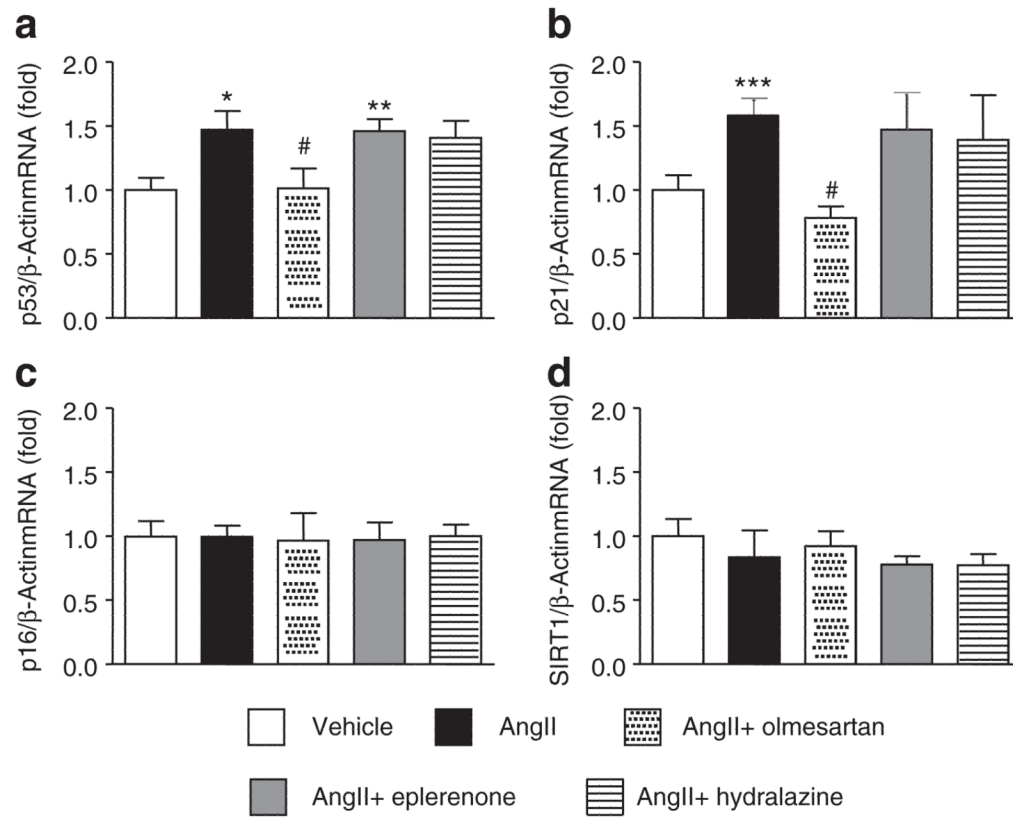 a
p53/β-ActinmRNA (fold)
2.0
1.5
1.0
0.5
0.0
*
#
**
b
p21/β-ActinmRNA (fold)
2.0
1.5
1.0
0.5
0.0
***
#
c
p16/β-ActinmRNA (fold)
2.0
1.5
1.0
0.5
0.0
d
SIRT1/β-ActinmRNA (fold)
2.0
1.5
1.0
0.5
0.0
Vehicle
AngII
AngII+ olmesartan
AngII+ eplerenone
AngII+ hydralazine